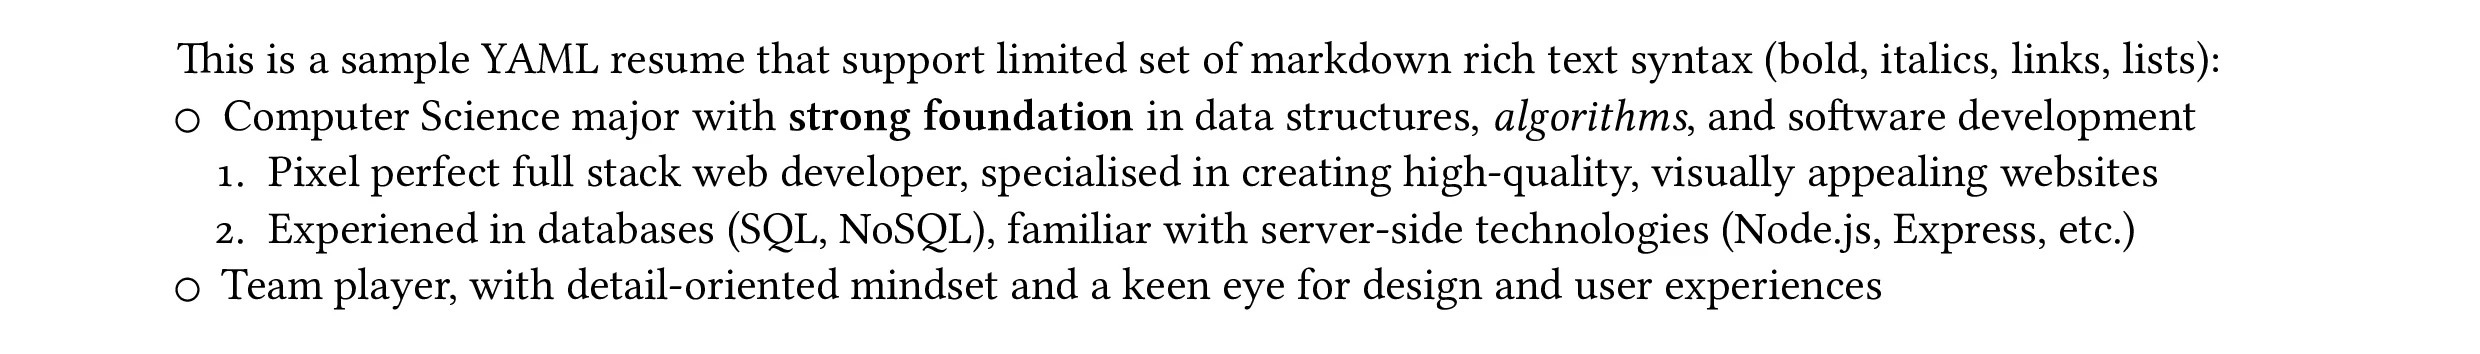 This is a sample YAML resume that support limited set of markdown rich text syntax (bold, italics, links, lists):
○ Computer Science major with strong foundation in data structures, algorithms, and software development
1. Pixel perfect full stack web developer, specialised in creating high-quality, visually appealing websites
2. Experiened in databases (SQL, NoSQL), familiar with server-side technologies (Node.js, Express, etc.)
○ Team player, with detail-oriented mindset and a keen eye for design and user experiences